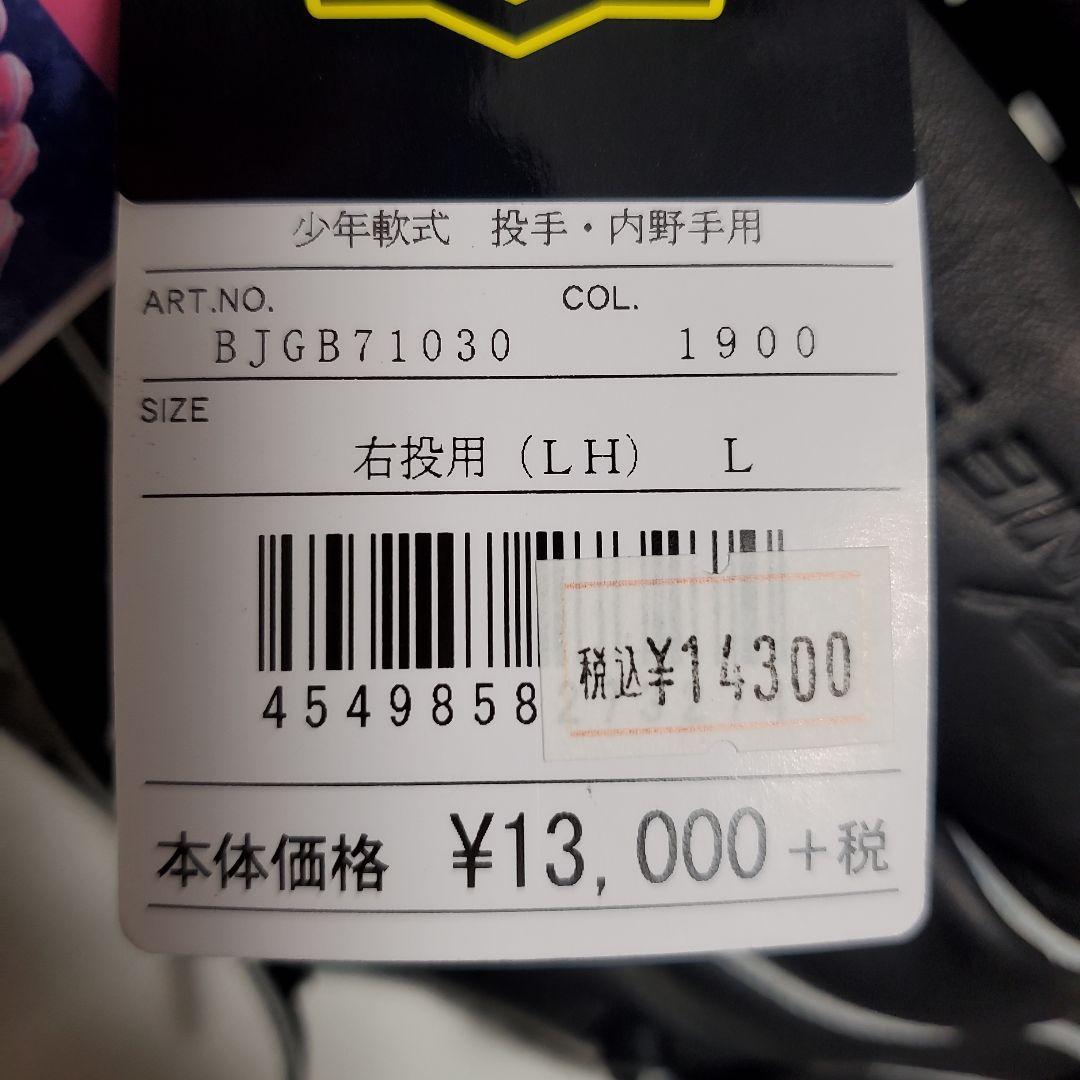 少年軟式 投手・内野手用
ART.NO. COL.
BJGB71030 1900
SIZE
右投用(LH) L
4549858
税込¥14300
本体価格 ¥13,000+税